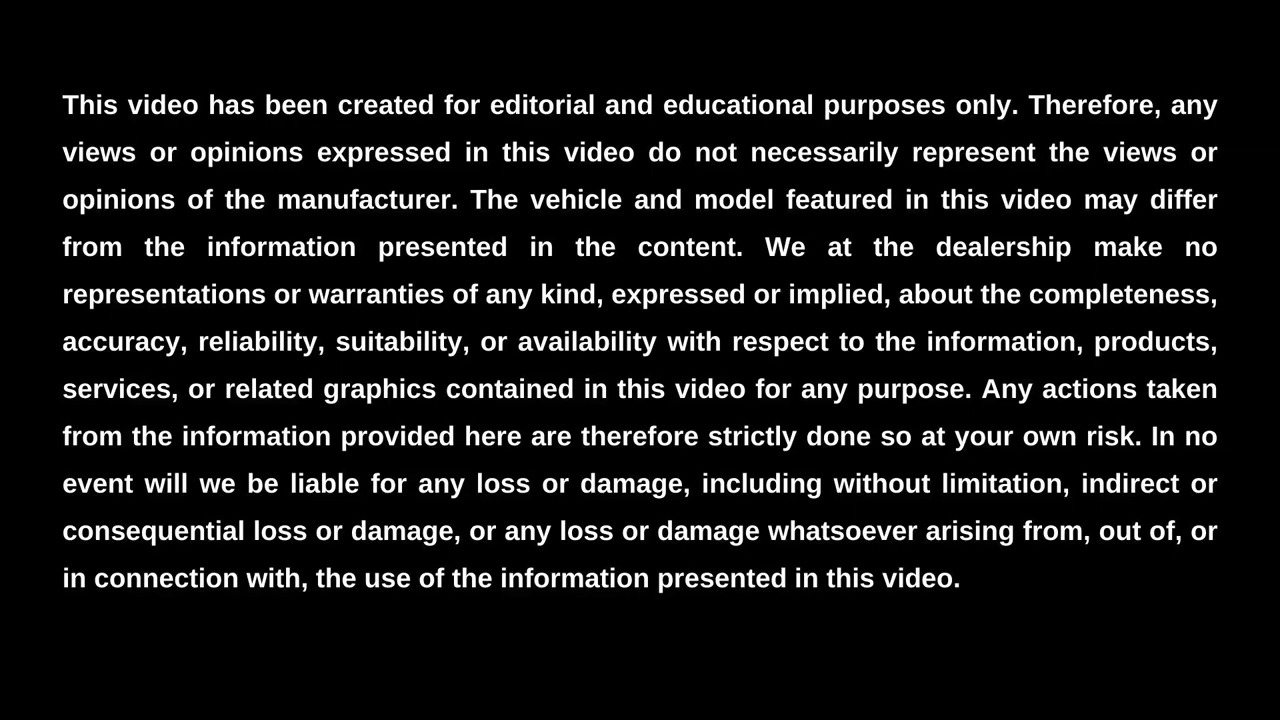 This video has been created for editorial and educational purposes only. Therefore, any
views or opinions expressed in this video do not necessarily represent the views or
opinions of the manufacturer. The vehicle and model featured in this video may differ
from the information presented in the content. We at the dealership make no
representations or warranties of any kind, expressed or implied, about the completeness,
accuracy, reliability, suitability, or availability with respect to the information, products,
services, or related graphics contained in this video for any purpose. Any actions taken
from the information provided here are therefore strictly done so at your own risk. In no
event will we be liable for any loss or damage, including without limitation, indirect or
consequential loss or damage, or any loss or damage whatsoever arising from, out of, or
in connection with, the use of the information presented in this video.